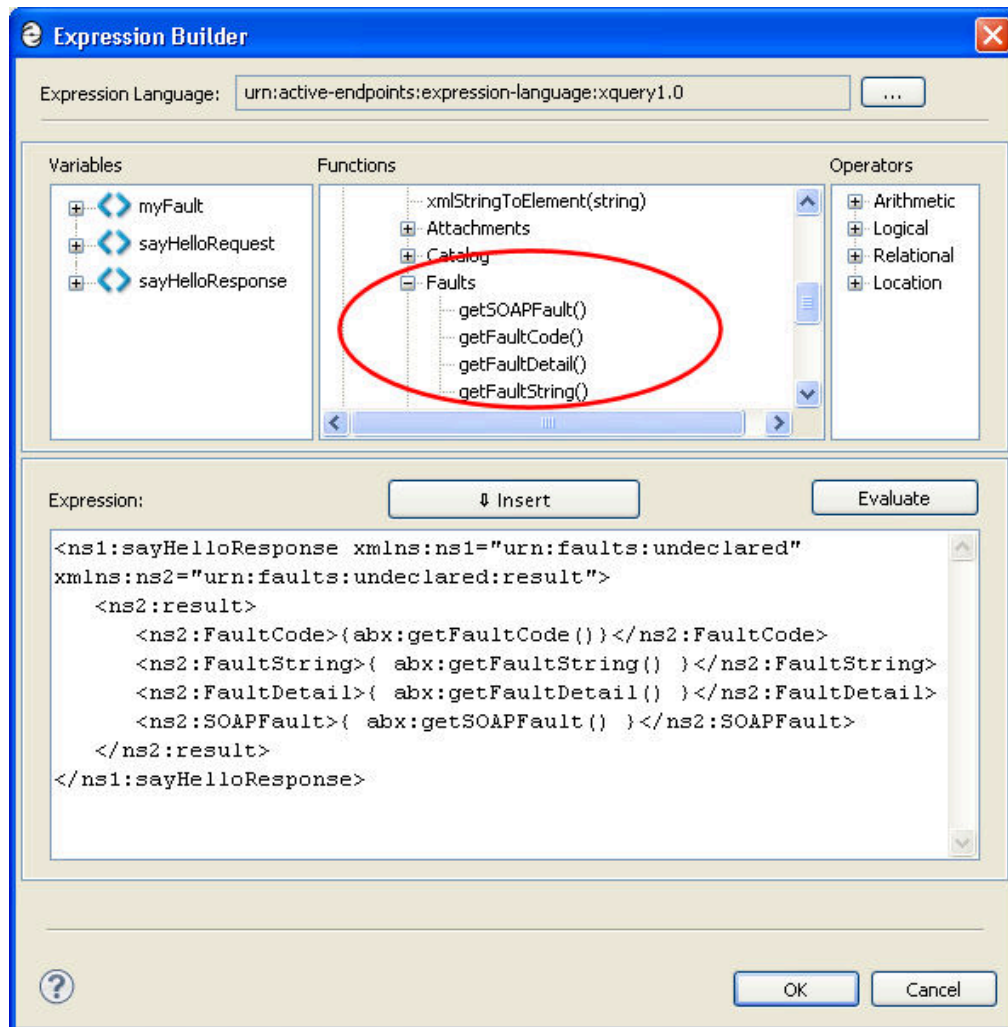 Expression Builder
Expression Language: urn:active-endpoints:expression-language:xquery1.0 ...
Variables Functions Operators
myFault
sayHelloRequest
sayHelloResponse
xmlStringToElement(string)
Attachments
Catalog
Faults
getSOAPFault()
getFaultCode()
getFaultDetail()
getFaultString()
Arithmetic
Logical
Relational
Location
Expression: ⇩ Insert Evaluate
<ns1:sayHelloResponse xmlns:ns1="urn:faults:undeclared"
xmlns:ns2="urn:faults:undeclared:result">
   <ns2:result>
      <ns2:FaultCode>{abx:getFaultCode()}</ns2:FaultCode>
      <ns2:FaultString>{ abx:getFaultString() }</ns2:FaultString>
      <ns2:FaultDetail>{ abx:getFaultDetail() }</ns2:FaultDetail>
      <ns2:SOAPFault>{ abx:getSOAPFault() }</ns2:SOAPFault>
   </ns2:result>
</ns1:sayHelloResponse>
? OK Cancel